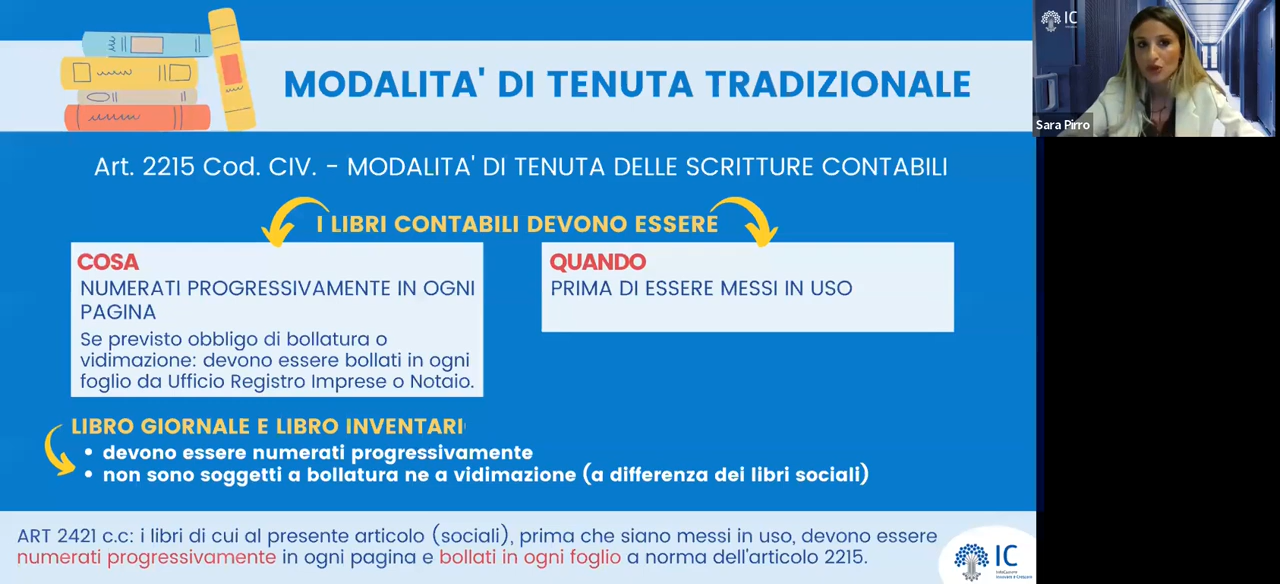 MODALITA' DI TENUTA TRADIZIONALE
Art. 2215 Cod. CIV. - MODALITA' DI TENUTA DELLE SCRITTURE CONTABILI
I LIBRI CONTABILI DEVONO ESSERE
COSA
NUMERATI PROGRESSIVAMENTE IN OGNI
PAGINA
Se previsto obbligo di bollatura o
vidimazione: devono essere bollati in ogni
foglio da Ufficio Registro Imprese o Notaio.
QUANDO
PRIMA DI ESSERE MESSI IN USO
LIBRO GIORNALE E LIBRO INVENTARI
• devono essere numerati progressivamente
• non sono soggetti a bollatura ne a vidimazione (a differenza dei libri sociali)
ART 2421 c.c: i libri di cui al presente articolo (sociali), prima che siano messi in uso, devono essere
numerati progressivamente in ogni pagina e bollati in ogni foglio a norma dell'articolo 2215.
IC
IC
Sara Pirro